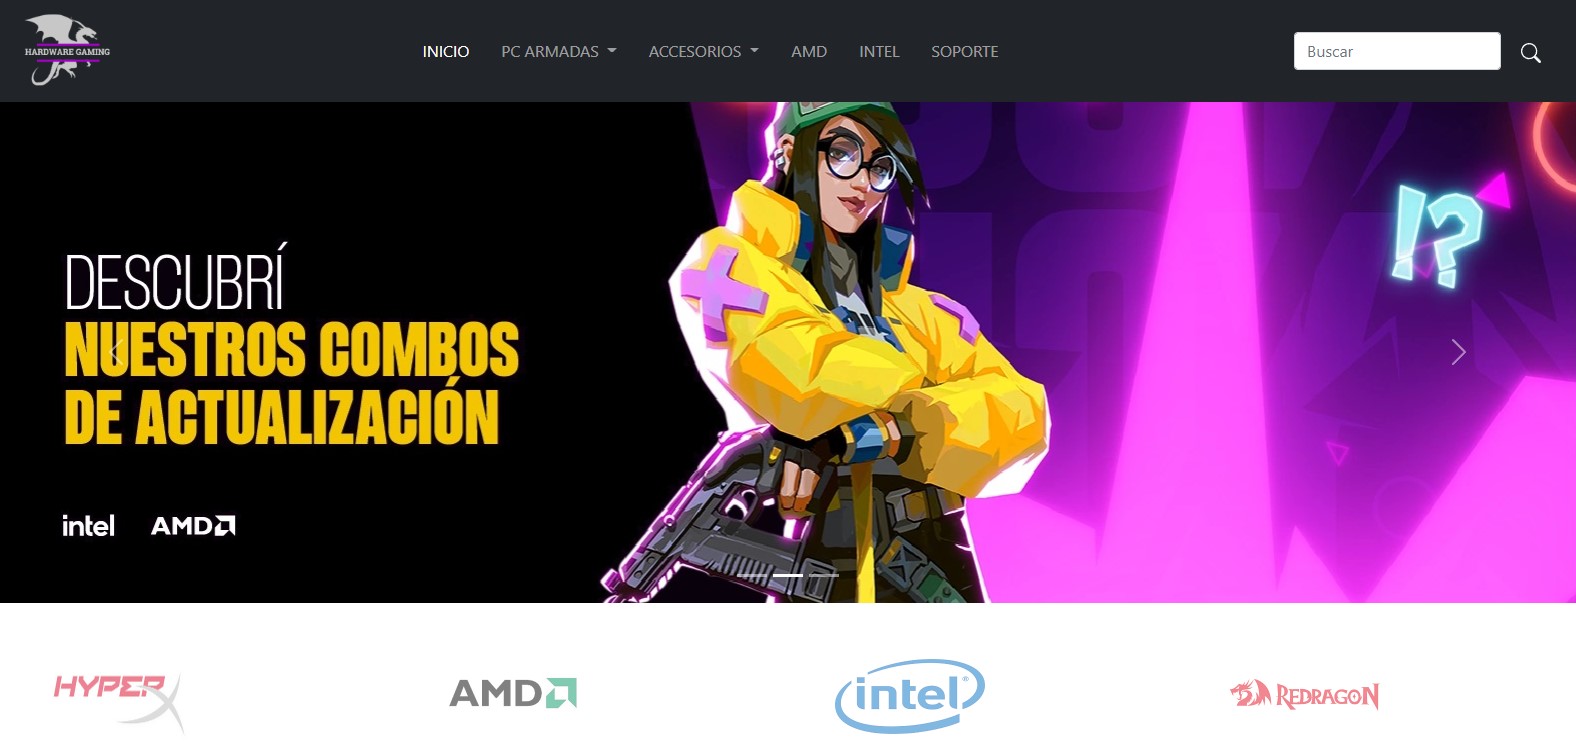 HARDWARE GAMING
INICIO PC ARMADAS ACCESORIOS AMD INTEL SOPORTE Buscar
DESCUBRÍ
NUESTROS COMBOS
DE ACTUALIZACIÓN
!?
intel AMD
HYPERX AMD intel® REDRAGON